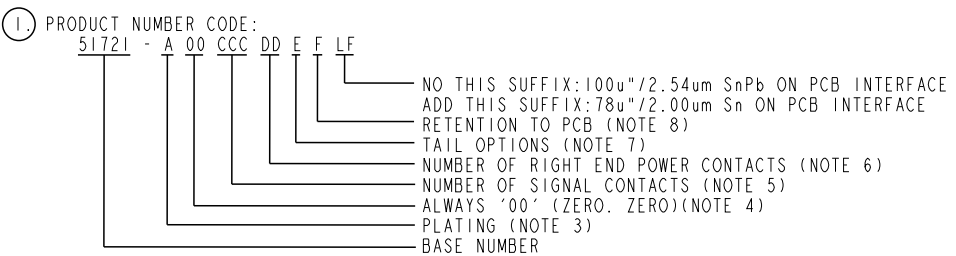 1. PRODUCT NUMBER CODE:
51721 - A 00 CCC DD E F LF
NO THIS SUFFIX:100u"/2.54um SnPb ON PCB INTERFACE
ADD THIS SUFFIX:78u"/2.00um Sn ON PCB INTERFACE
RETENTION TO PCB (NOTE 8)
TAIL OPTIONS (NOTE 7)
NUMBER OF RIGHT END POWER CONTACTS (NOTE 6)
NUMBER OF SIGNAL CONTACTS (NOTE 5)
ALWAYS '00' (ZERO. ZERO)(NOTE 4)
PLATING (NOTE 3)
BASE NUMBER